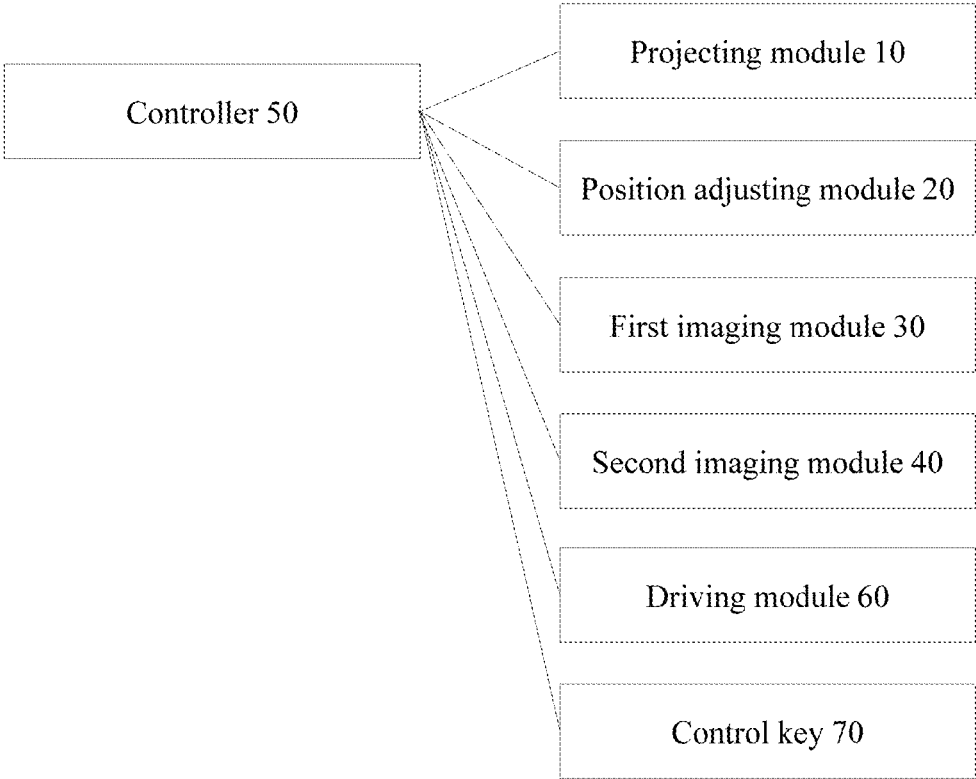 Projecting module 10
Controller 50
Position adjusting module 20
First imaging module 30
Second imaging module 40
Driving module 60
Control key 70